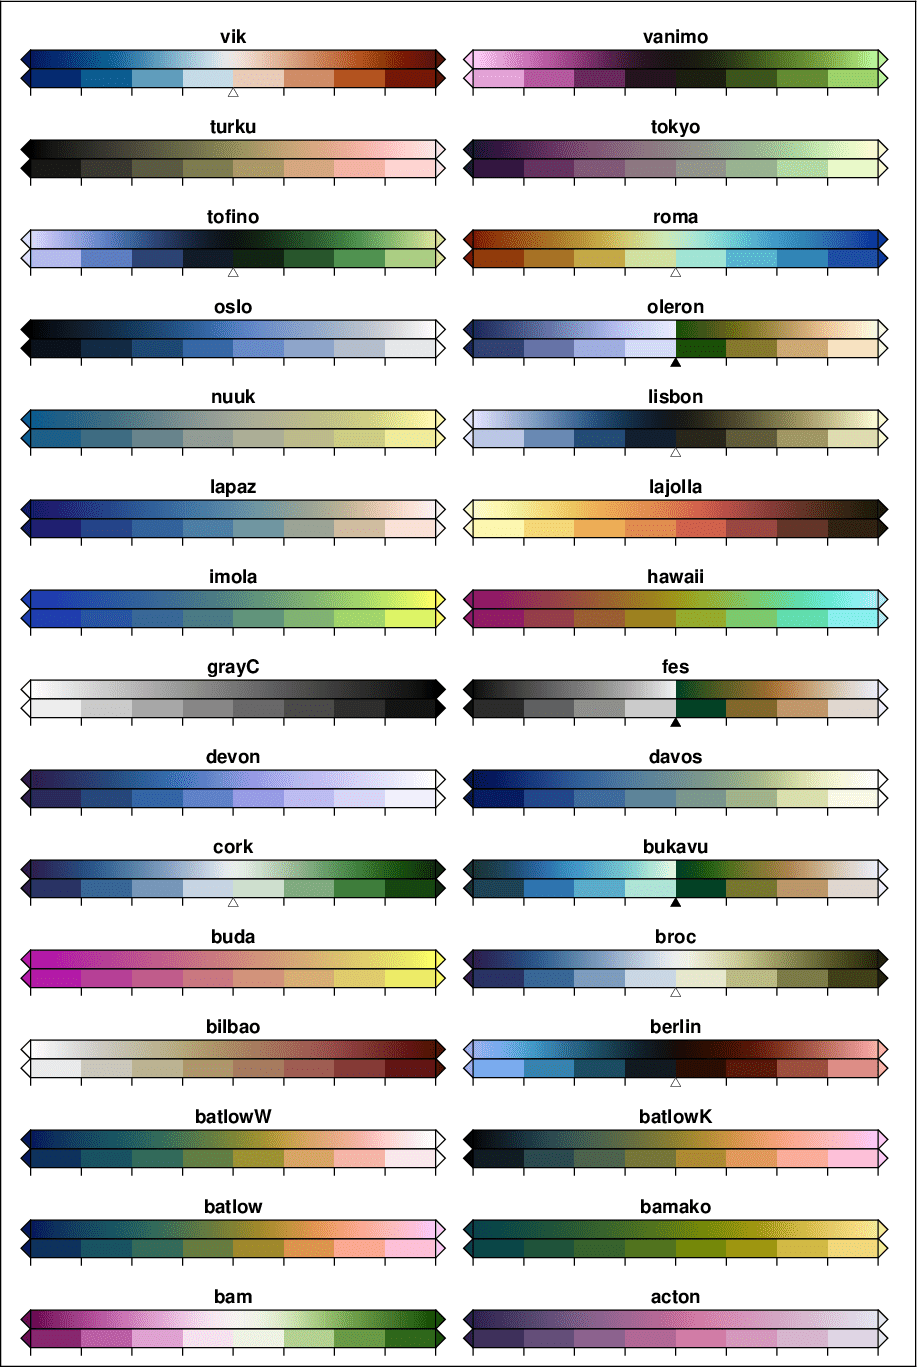 vik
vanimo
turku
tokyo
tofino
roma
oslo
oleron
nuuk
lisbon
lapaz
lajolla
imola
hawaii
grayC
fes
devon
davos
cork
bukavu
buda
broc
bilbao
berlin
batlowW
batlowK
batlow
bamako
bam
acton